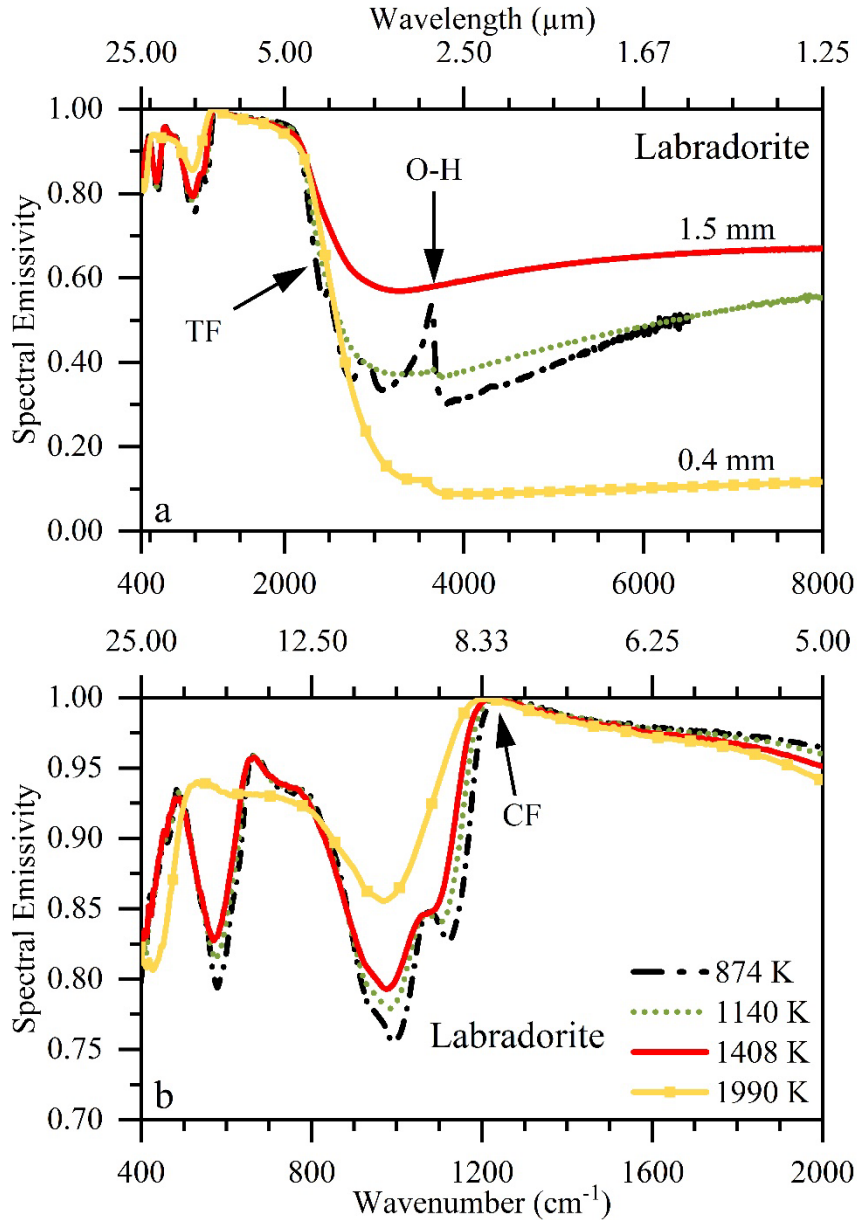 Wavelength (µm)
25.00 5.00 2.50 1.67 1.25
1.00
Labradorite
O-H
0.80
1.5 mm
0.60
TF
0.40
0.20
0.4 mm
a
0.00
Spectral Emissivity
400 2000 4000 6000 8000
25.00 12.50 8.33 6.25 5.00
1.00
0.95
CF
0.90
0.85
0.80
874 K
1140 K
0.75
Labradorite
1408 K
1990 K
b
0.70
Spectral Emissivity
400 800 1200 1600 2000
Wavenumber (cm⁻¹)